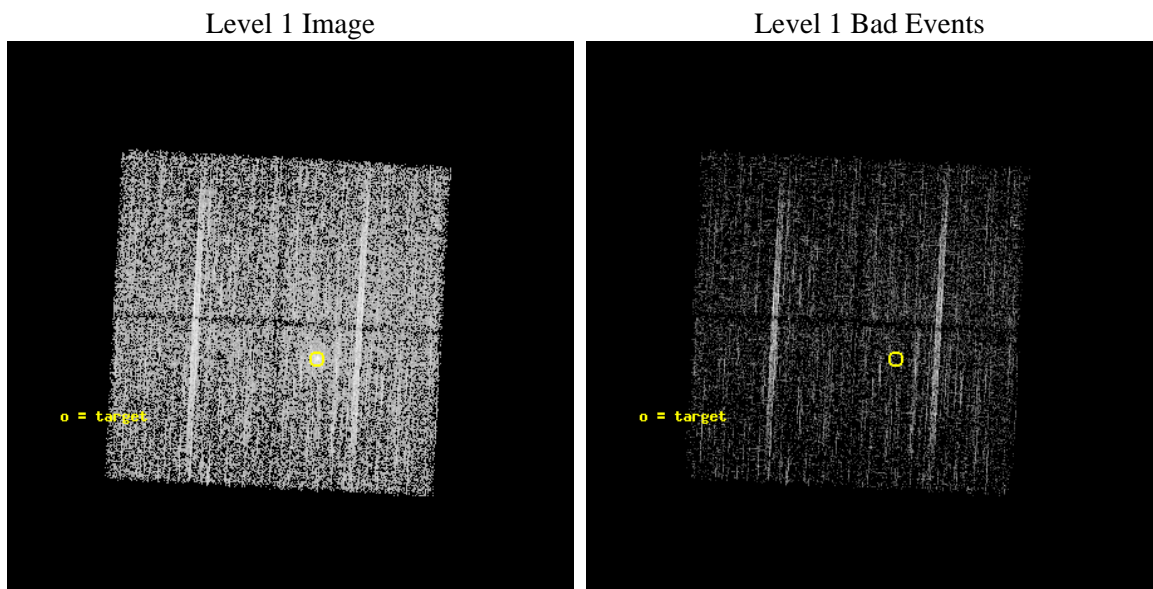 Level 1 Image
Level 1 Bad Events
o = target
o = target